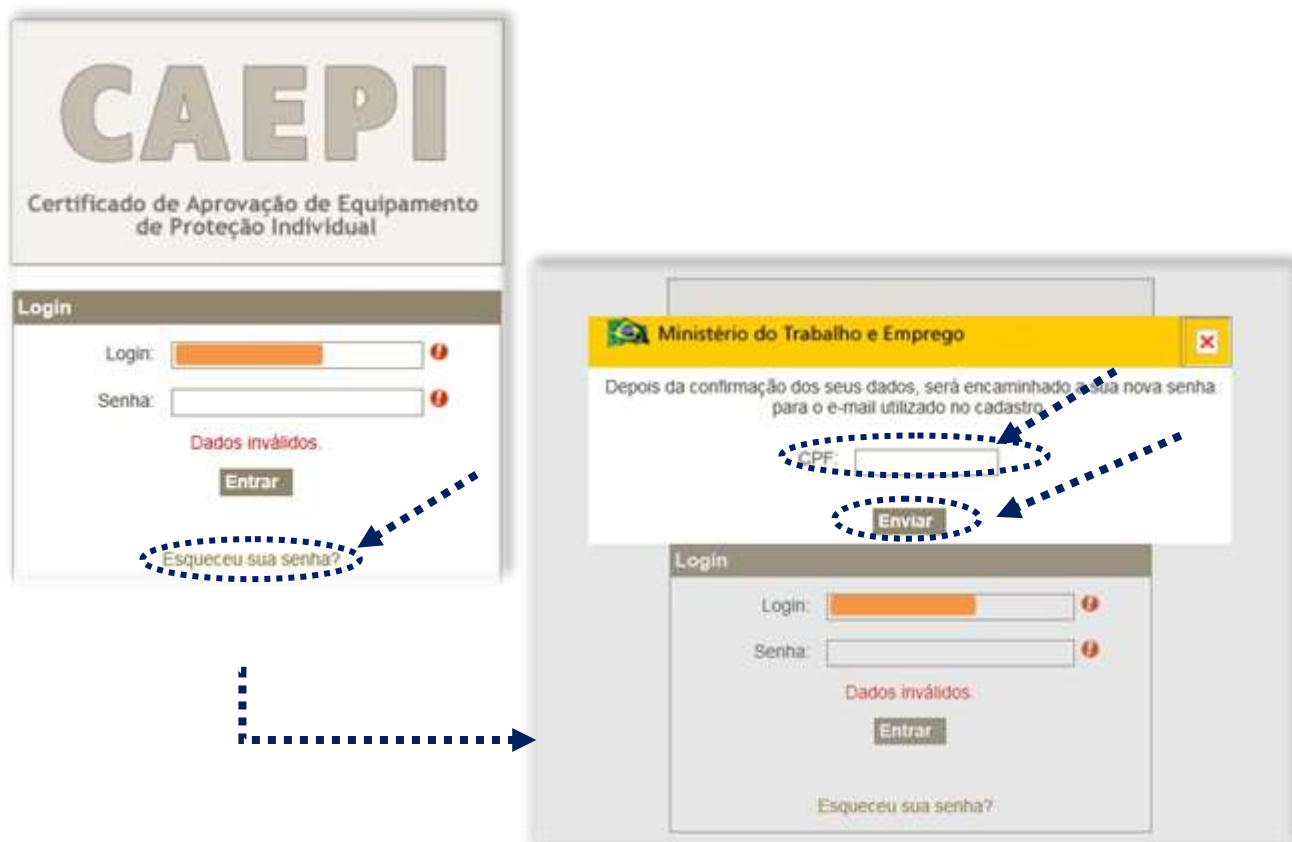 CAEPI
Certificado de Aprovação de Equipamento
de Proteção Individual
Login
Login:
Senha:
Dados inválidos.
Entrar
Esqueceu sua senha?
Ministério do Trabalho e Emprego
Depois da confirmação dos seus dados, será encaminhado a sua nova senha
para o e-mail utilizado no cadastro.
CPF:
Enviar
Login
Login:
Senha:
Dados inválidos.
Entrar
Esqueceu sua senha?